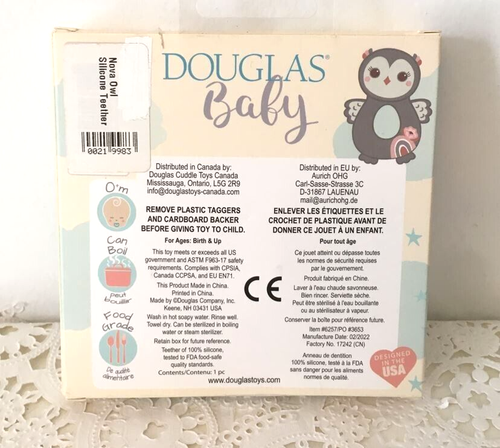 Nova Owl
Silicone Teether
0021 9983
DOUGLAS®
Baby
Distributed in Canada by:
Douglas Cuddle Toys Canada
Mississauga, Ontario, L5G 2R9
info@douglastoys-canada.com
Distributed in EU by:
Aurich OHG
Carl-Sasse-Strasse 3C
D-31867 LAUENAU
mail@aurichohg.de
0'm+
Can
Boil
Peut
bouillir
Food
Grade
De qualité
alimentaire
REMOVE PLASTIC TAGGERS
AND CARDBOARD BACKER
BEFORE GIVING TOY TO CHILD.
For Ages: Birth & Up
This toy meets or exceeds all US
government and ASTM F963-17 safety
requirements. Complies with CPSIA,
Canada CCPSA, and EU EN71.
This Product Made in China.
Printed in China.
Made by ©Douglas Company, Inc.
Keene, NH 03431 USA
Wash in hot soapy water. Rinse well.
Towel dry. Can be sterilized in boiling
water or steam sterilizer.
Retain box for future reference.
Teether of 100% silicone,
tested to FDA food-safe
quality standards.
Contents/Contenu: 1 pc
CE
ENLEVER LES ÉTIQUETTES ET LE
CROCHET DE PLASTIQUE AVANT DE
DONNER CE JOUET À UN ENFANT.
Pour tout âge
Ce jouet atteint ou dépasse toutes
les normes de sécurité requises
par le gouvernement.
Produit fabriqué en Chine.
Laver à l'eau chaude savonneuse.
Bien rincer. Serviette sèche.
Peut être stérilisé à l'eau bouillante
ou au stérilisateur à vapeur.
Conserver la boîte pour référence future.
Item #6257/PO #3653
Manufacture Date: 02/2022
Factory No. 17242 (CN)
Anneau de dentition
100% silicone, testé à la FDA
sans danger pour les aliments
normes de qualité.
DESIGNED
IN THE
USA
www.douglastoys.com